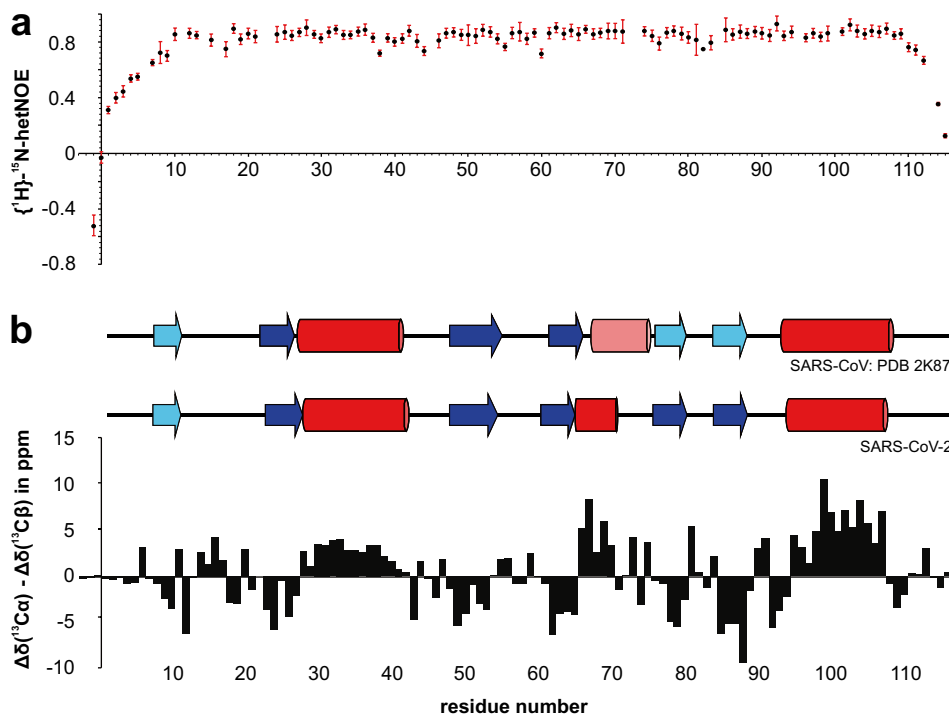 a
0.8
0.4
0
-0.4
-0.8
{¹H}-¹⁵N-hetNOE
10 20 30 40 50 60 70 80 90 100 110
b
SARS-CoV: PDB 2K87
SARS-CoV-2
15
10
5
0
-5
-10
Δδ(¹³Cα) - Δδ(¹³Cβ) in ppm
10 20 30 40 50 60 70 80 90 100 110
residue number